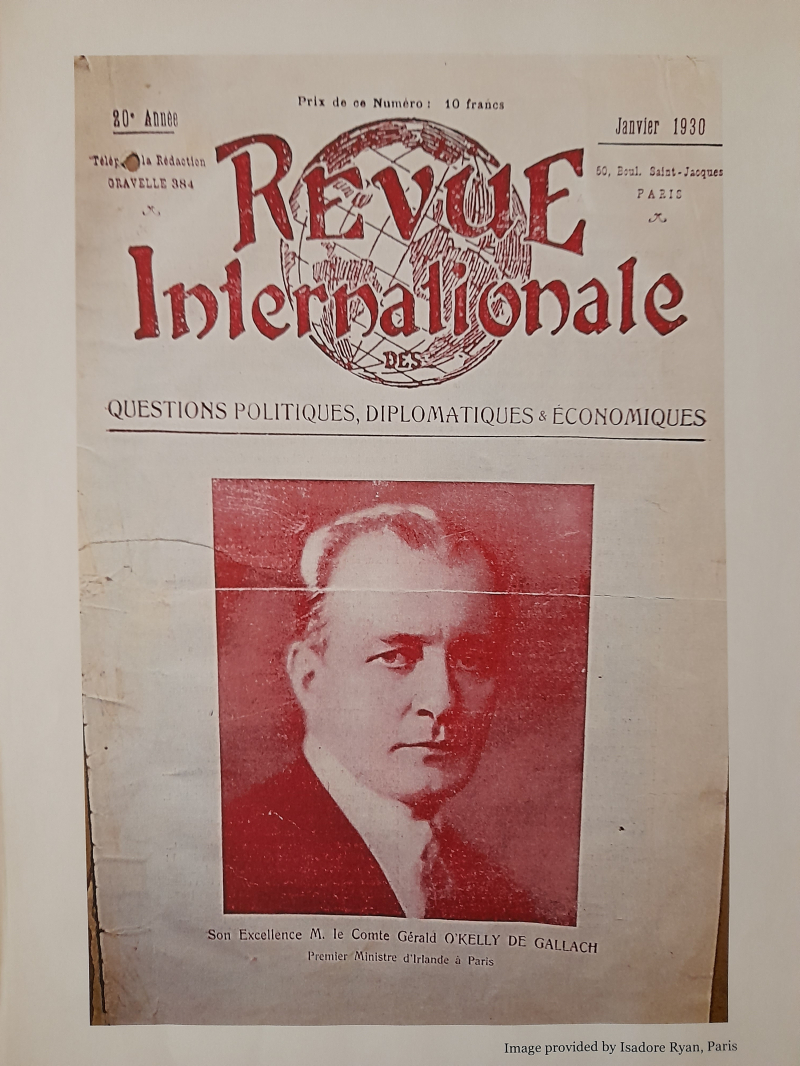 Prix de ce Numéro: 10 francs
20e Année
Janvier 1930
Télép. la Rédaction
GRAVELLE 384
60, Boul. Saint-Jacques
PARIS
REVUE
Internationale
DES
QUESTIONS POLITIQUES, DIPLOMATIQUES & ÉCONOMIQUES
Son Excellence M. le Comte Gérald O'KELLY DE GALLACH
Premier Ministre d'Irlande à Paris
Image provided by Isadore Ryan, Paris